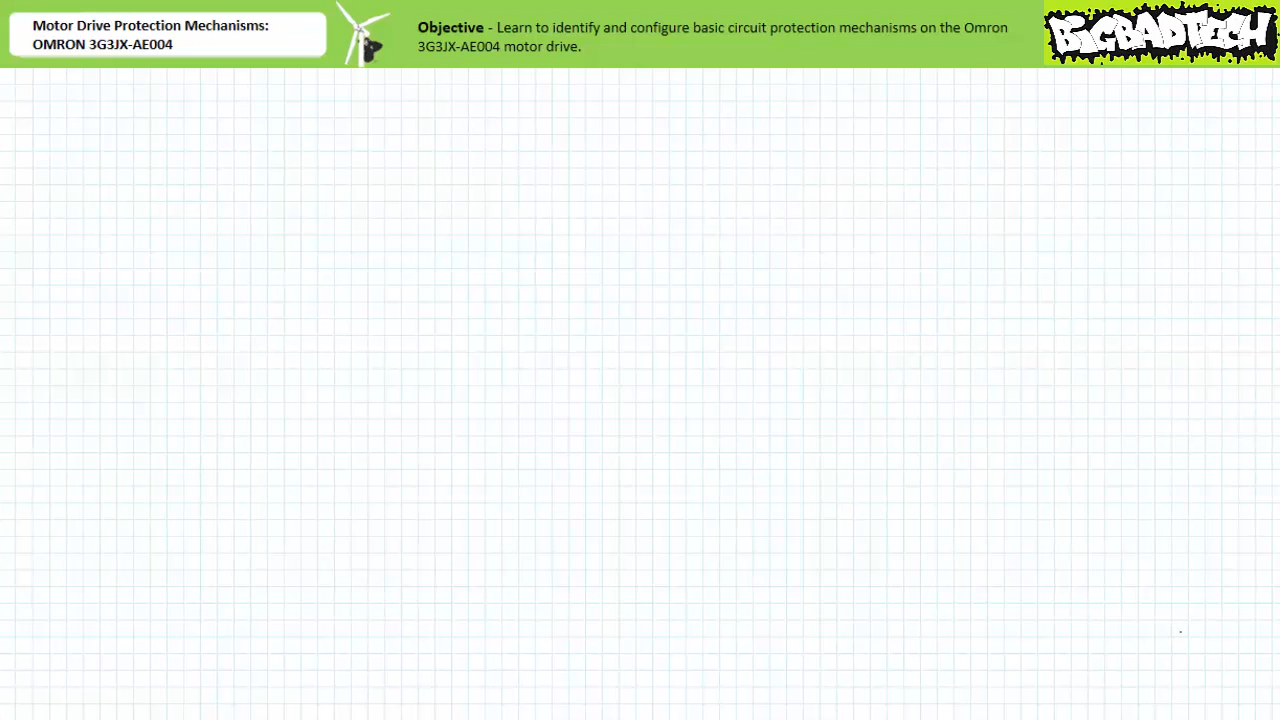 Motor Drive Protection Mechanisms:
OMRON 3G3JX-AE004
Objective - Learn to identify and configure basic circuit protection mechanisms on the Omron
3G3JX-AE004 motor drive.
BIGBADTECH